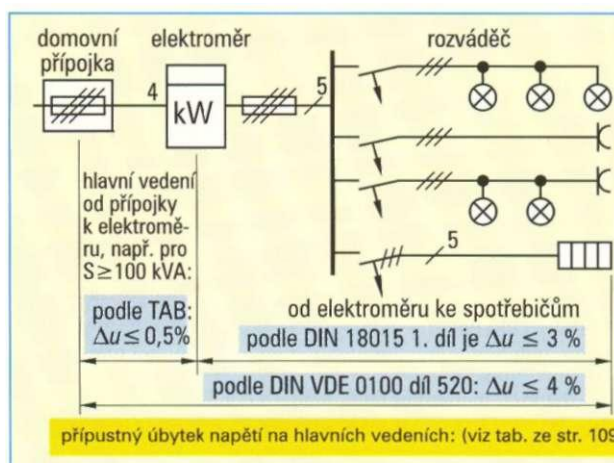 domovní
přípojka
elektroměr
rozváděč
4
kW
5
hlavní vedení
od přípojky
k elektromě-
ru, např. pro
S ≥ 100 kVA:
5
podle TAB:
Δu ≤ 0,5%
od elektroměru ke spotřebičům
podle DIN 18015 1. díl je Δu ≤ 3 %
podle DIN VDE 0100 díl 520: Δu ≤ 4 %
přípustný úbytek napětí na hlavních vedeních: (viz tab. ze str. 109